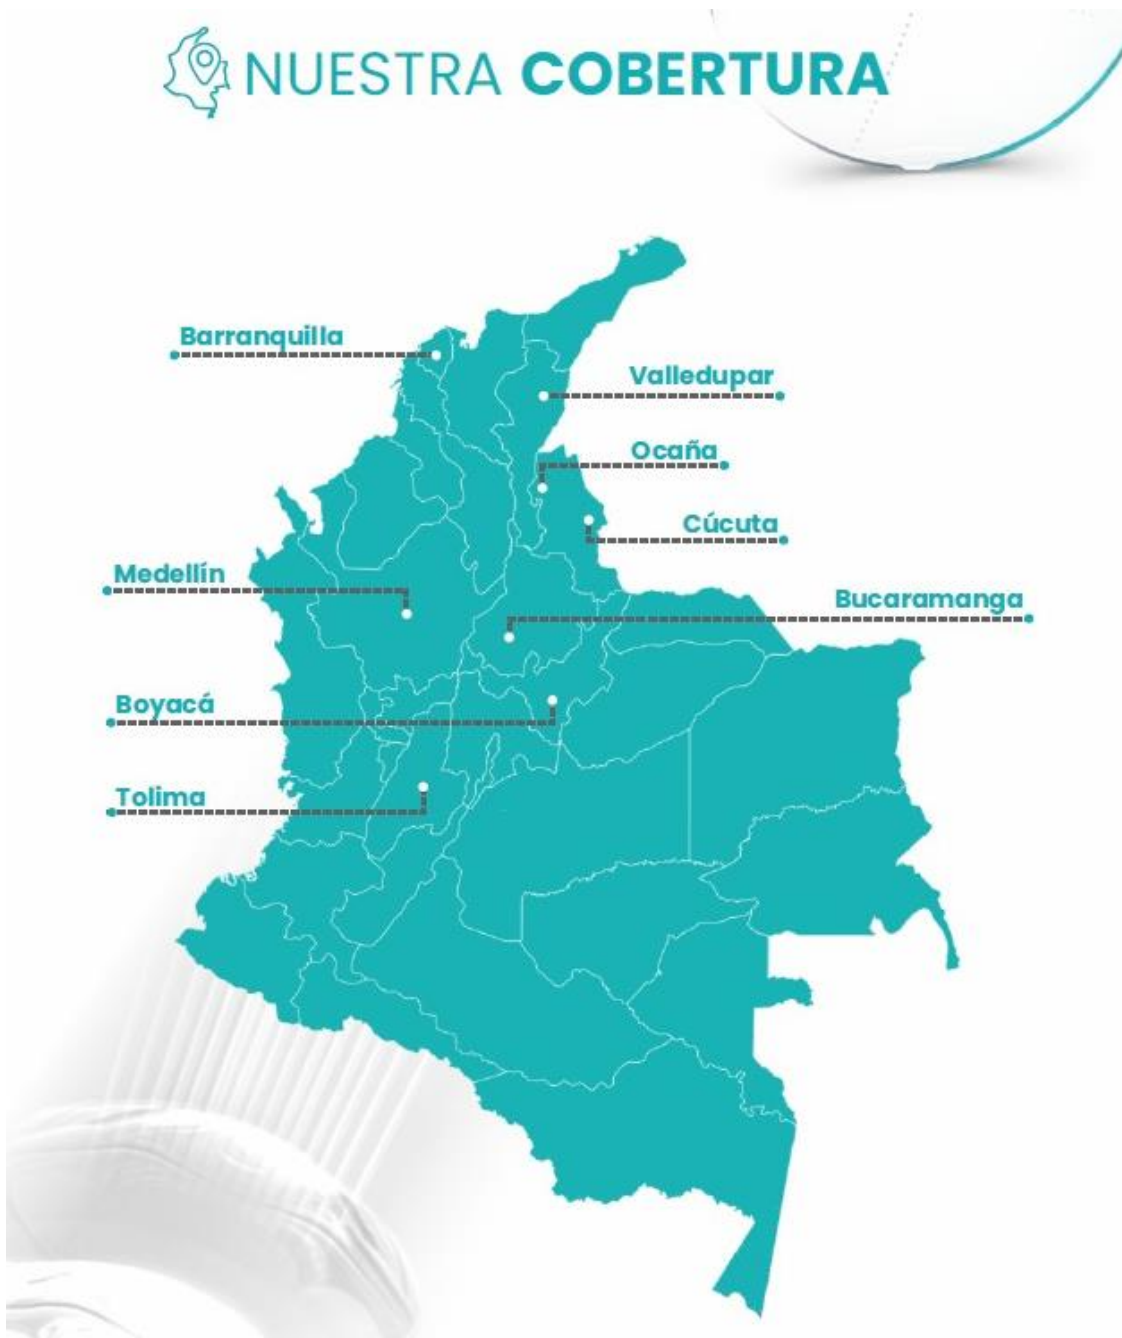 NUESTRA COBERTURA
Barranquilla
Valledupar
Ocaña
Cúcuta
Medellín
Bucaramanga
Boyacá
Tolima